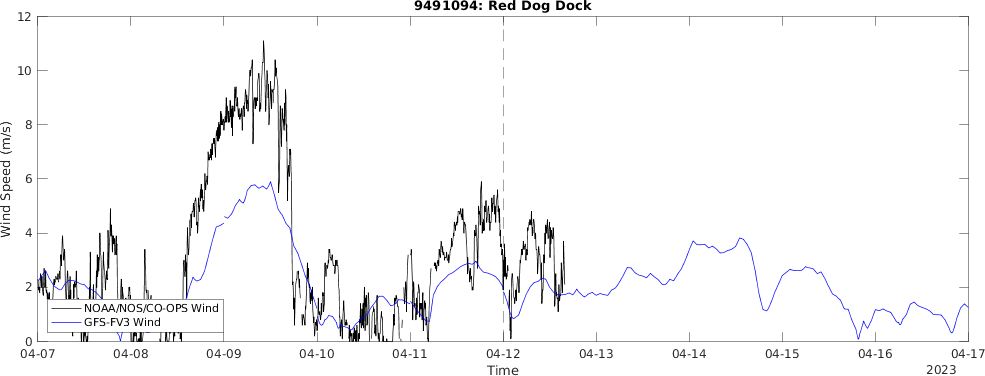 9491094: Red Dog Dock
Wind Speed (m/s)
12
10
8
6
4
2
0
NOAA/NOS/CO-OPS Wind
GFS-FV3 Wind
04-07 04-08 04-09 04-10 04-11 04-12 04-13 04-14 04-15 04-16 04-17
Time
2023